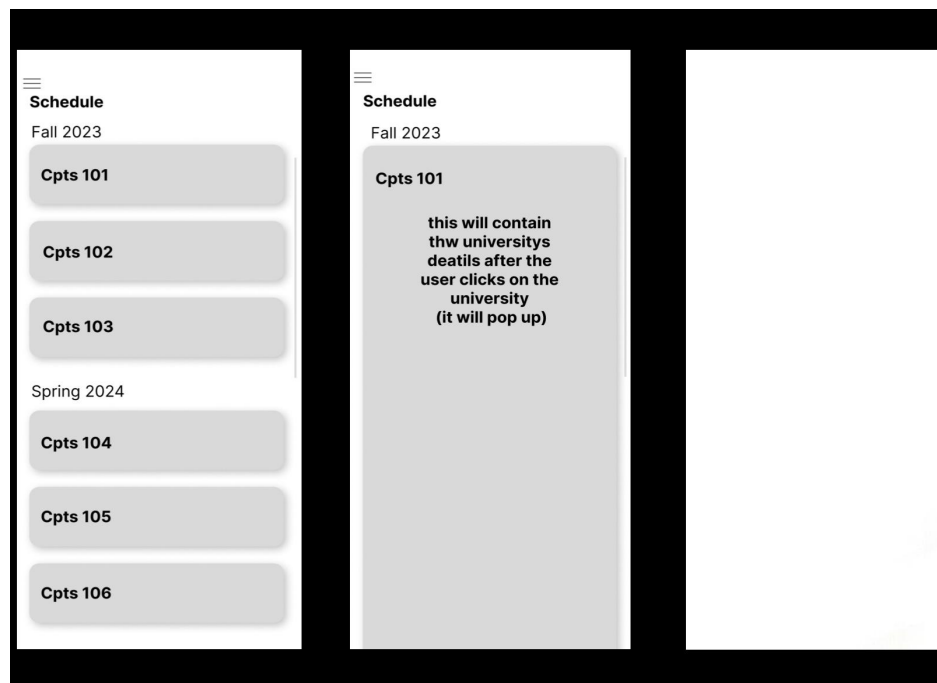 Schedule
Fall 2023
Cpts 101
Cpts 102
Cpts 103
Spring 2024
Cpts 104
Cpts 105
Cpts 106
Schedule
Fall 2023
Cpts 101
this will contain
thw universitys
deatils after the
user clicks on the
university
(it will pop up)